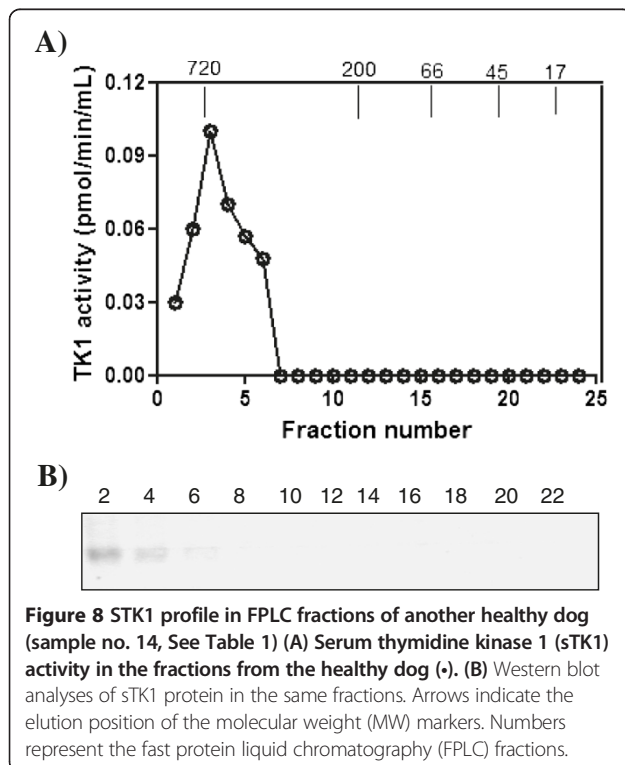 A)
720 200 66 45 17
TK1 activity (pmol/min/mL)
0.12
0.09
0.06
0.03
0.00
0 5 10 15 20 25
Fraction number
B)
2 4 6 8 10 12 14 16 18 20 22
Figure 8 STK1 profile in FPLC fractions of another healthy dog
(sample no. 14, See Table 1) (A) Serum thymidine kinase 1 (sTK1)
activity in the fractions from the healthy dog (•). (B) Western blot
analyses of sTK1 protein in the same fractions. Arrows indicate the
elution position of the molecular weight (MW) markers. Numbers
represent the fast protein liquid chromatography (FPLC) fractions.